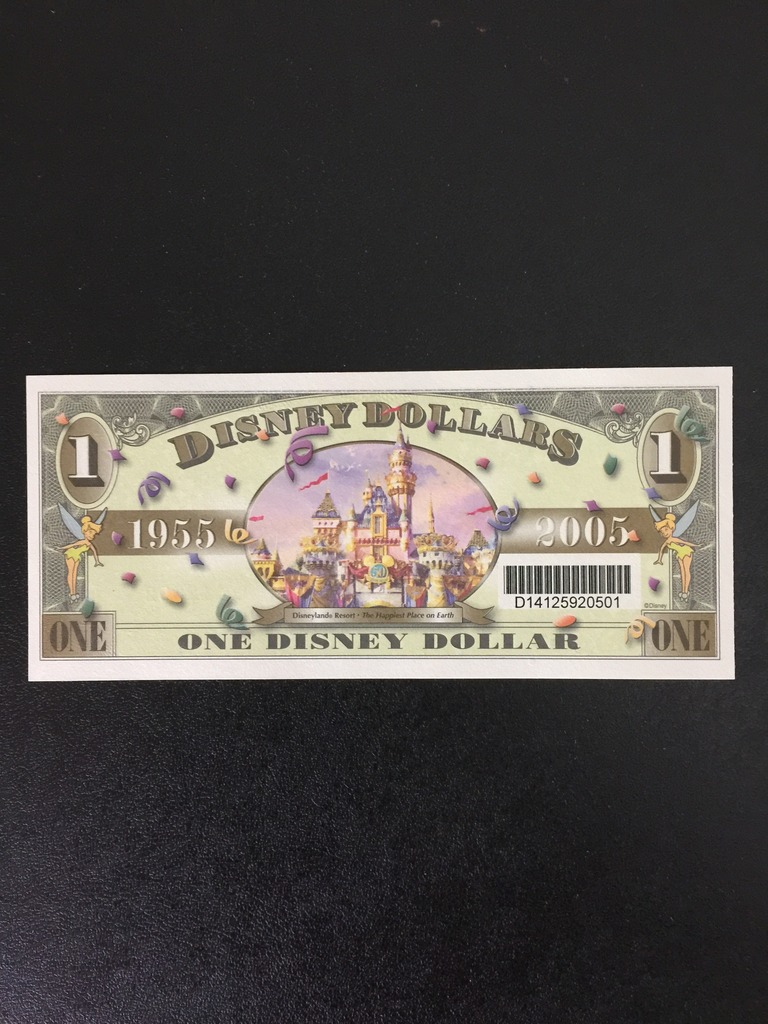 DISNEY DOLLARS
1 1
1955 2005
D14125920501
©Disney
Disneyland® Resort • The Happiest Place on Earth
ONE ONE DISNEY DOLLAR ONE